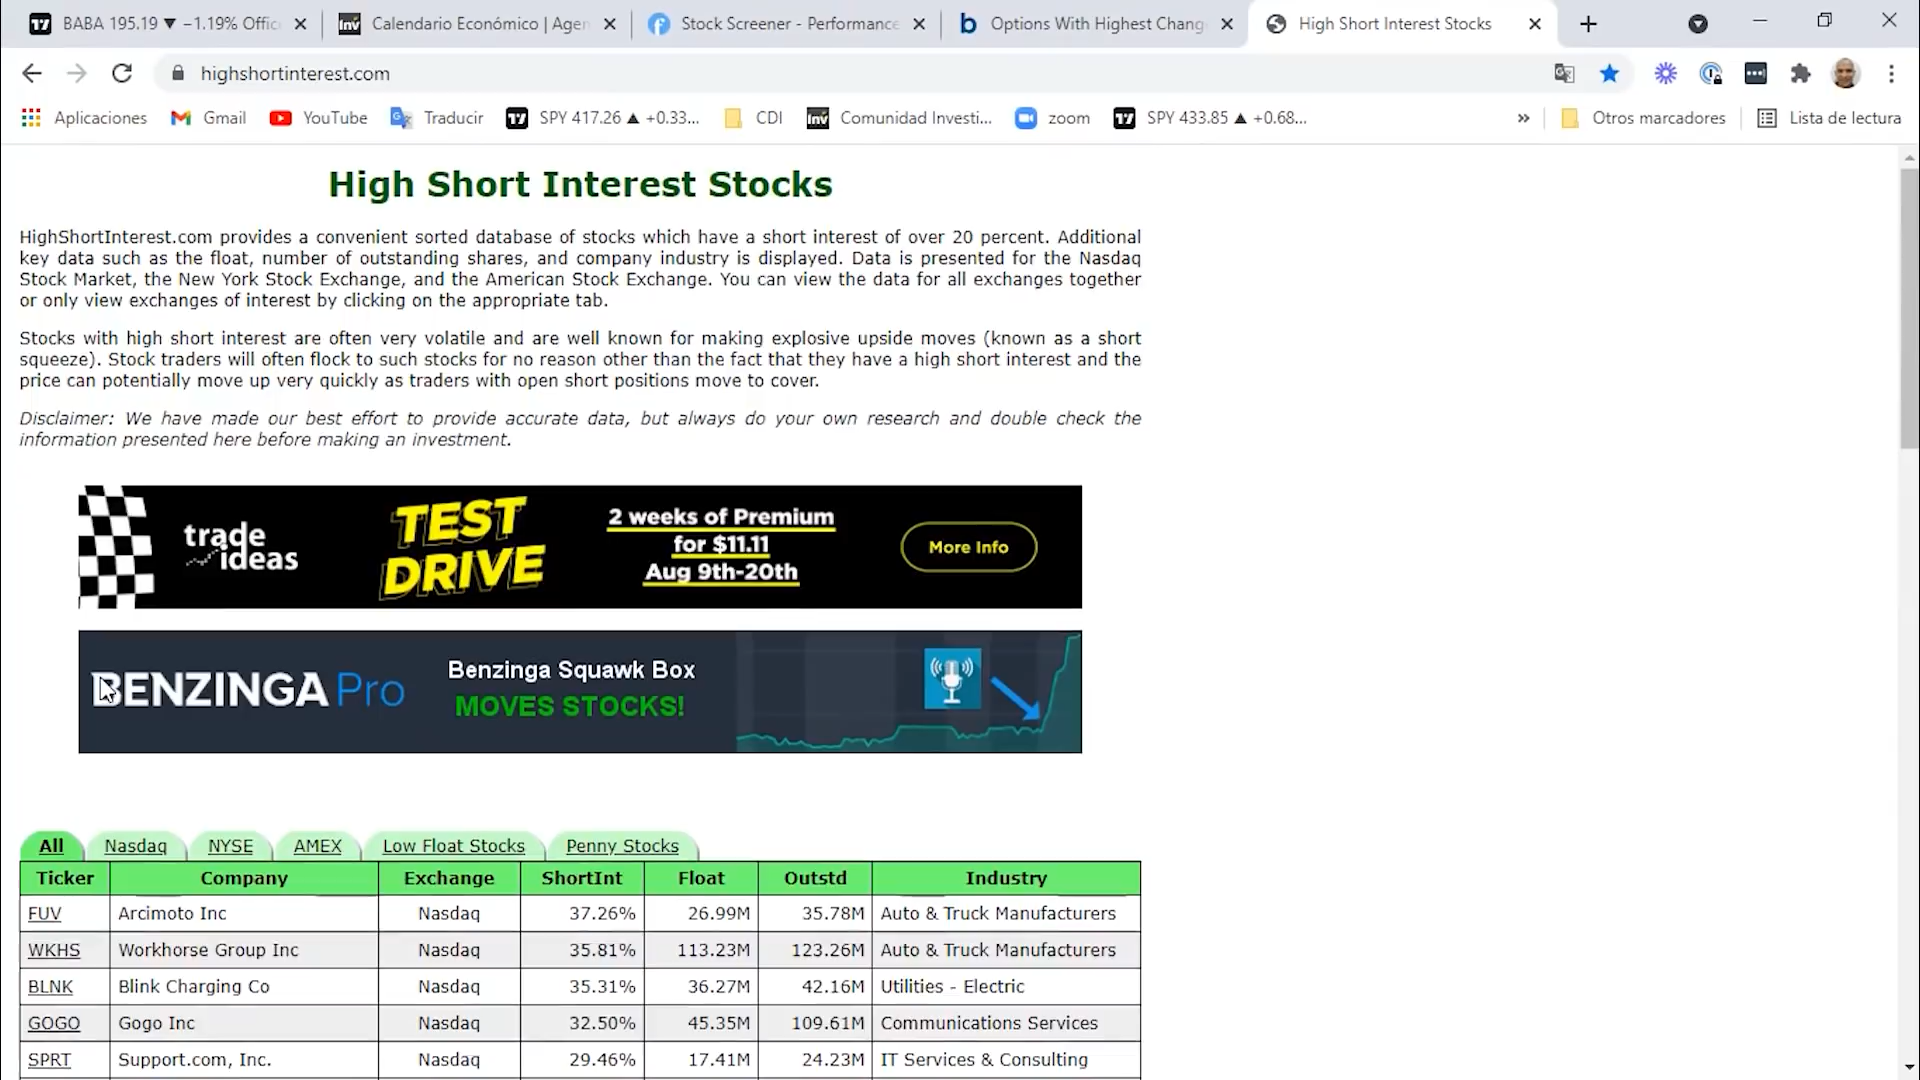 BABA 195.19 ▼ −1.19% Offic
Calendario Económico | Agen
Stock Screener - Performance
Options With Highest Chang
High Short Interest Stocks
highshortinterest.com
Aplicaciones
Gmail
YouTube
Traducir
SPY 417.26 ▲ +0.33...
CDI
Inv
Comunidad Investi...
zoom
SPY 433.85 ▲ +0.68...
»
Otros marcadores
Lista de lectura
High Short Interest Stocks
HighShortInterest.com provides a convenient sorted database of stocks which have a short interest of over 20 percent. Additional
key data such as the float, number of outstanding shares, and company industry is displayed. Data is presented for the Nasdaq
Stock Market, the New York Stock Exchange, and the American Stock Exchange. You can view the data for all exchanges together
or only view exchanges of interest by clicking on the appropriate tab.
Stocks with high short interest are often very volatile and are well known for making explosive upside moves (known as a short
squeeze). Stock traders will often flock to such stocks for no reason other than the fact that they have a high short interest and the
price can potentially move up very quickly as traders with open short positions move to cover.
Disclaimer: We have made our best effort to provide accurate data, but always do your own research and double check the
information presented here before making an investment.
trade
ideas
TEST
DRIVE
2 weeks of Premium
for $11.11
Aug 9th-20th
More Info
BENZINGA Pro
Benzinga Squawk Box
MOVES STOCKS!
All Nasdaq NYSE AMEX Low Float Stocks Penny Stocks
Ticker Company Exchange ShortInt Float Outstd Industry
FUV Arcimoto Inc Nasdaq 37.26% 26.99M 35.78M Auto & Truck Manufacturers
WKHS Workhorse Group Inc Nasdaq 35.81% 113.23M 123.26M Auto & Truck Manufacturers
BLNK Blink Charging Co Nasdaq 35.31% 36.27M 42.16M Utilities - Electric
GOGO Gogo Inc Nasdaq 32.50% 45.35M 109.61M Communications Services
SPRT Support.com, Inc. Nasdaq 29.46% 17.41M 24.23M IT Services & Consulting